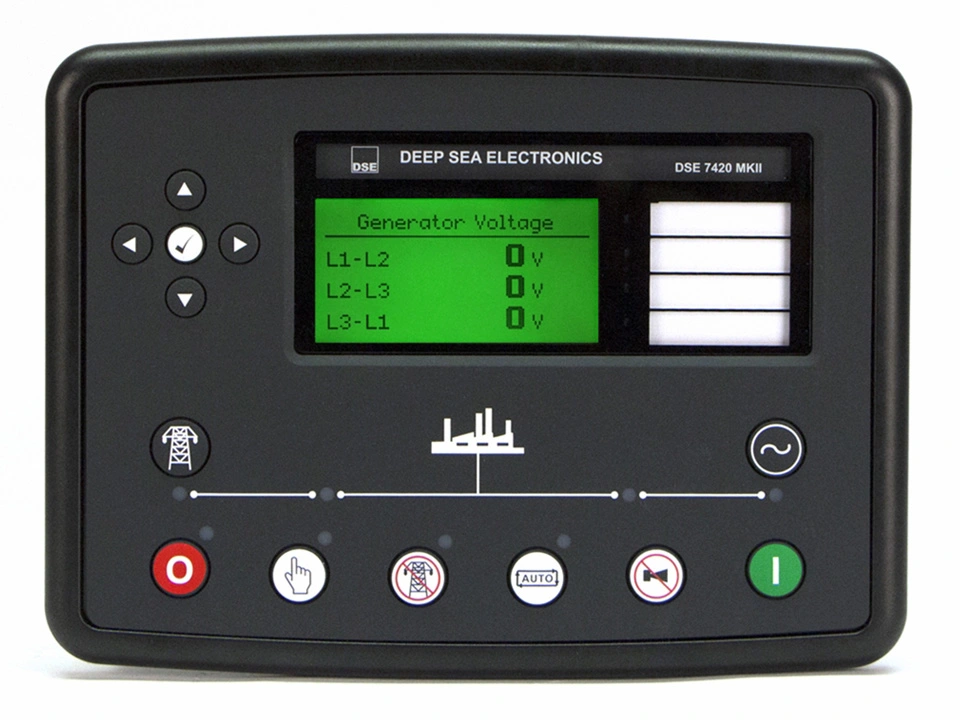 DSE
DEEP SEA ELECTRONICS
DSE 7420 MKII
Generator Voltage
L1-L2 0 V
L2-L3 0 V
L3-L1 0 V
O
AUTO
I